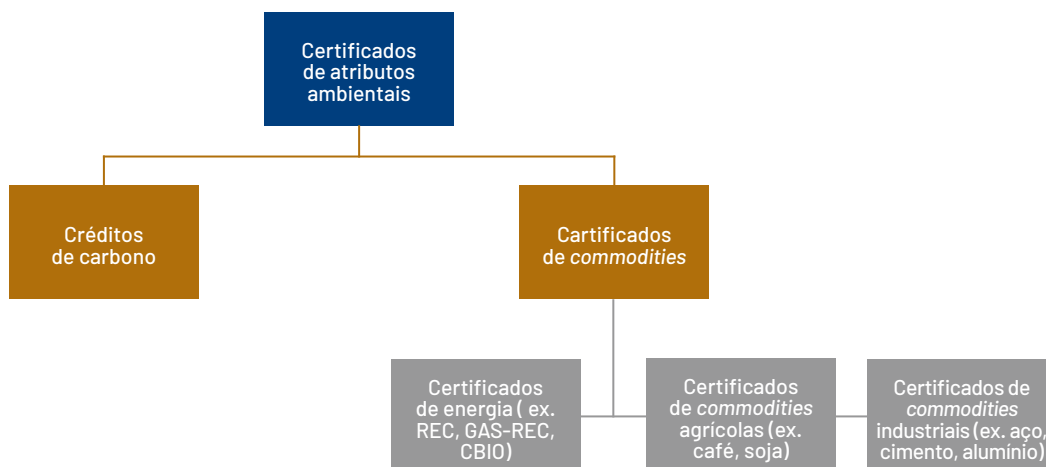 Certificados
de atributos
ambientais
Créditos
de carbono
Cartificados
de commodities
Certificados
de energia ( ex.
REC, GAS-REC,
CBIO)
Certificados
de commodities
agrícolas (ex.
café, soja)
Certificados de
commodities
industriais (ex. aço,
cimento, alumínio)